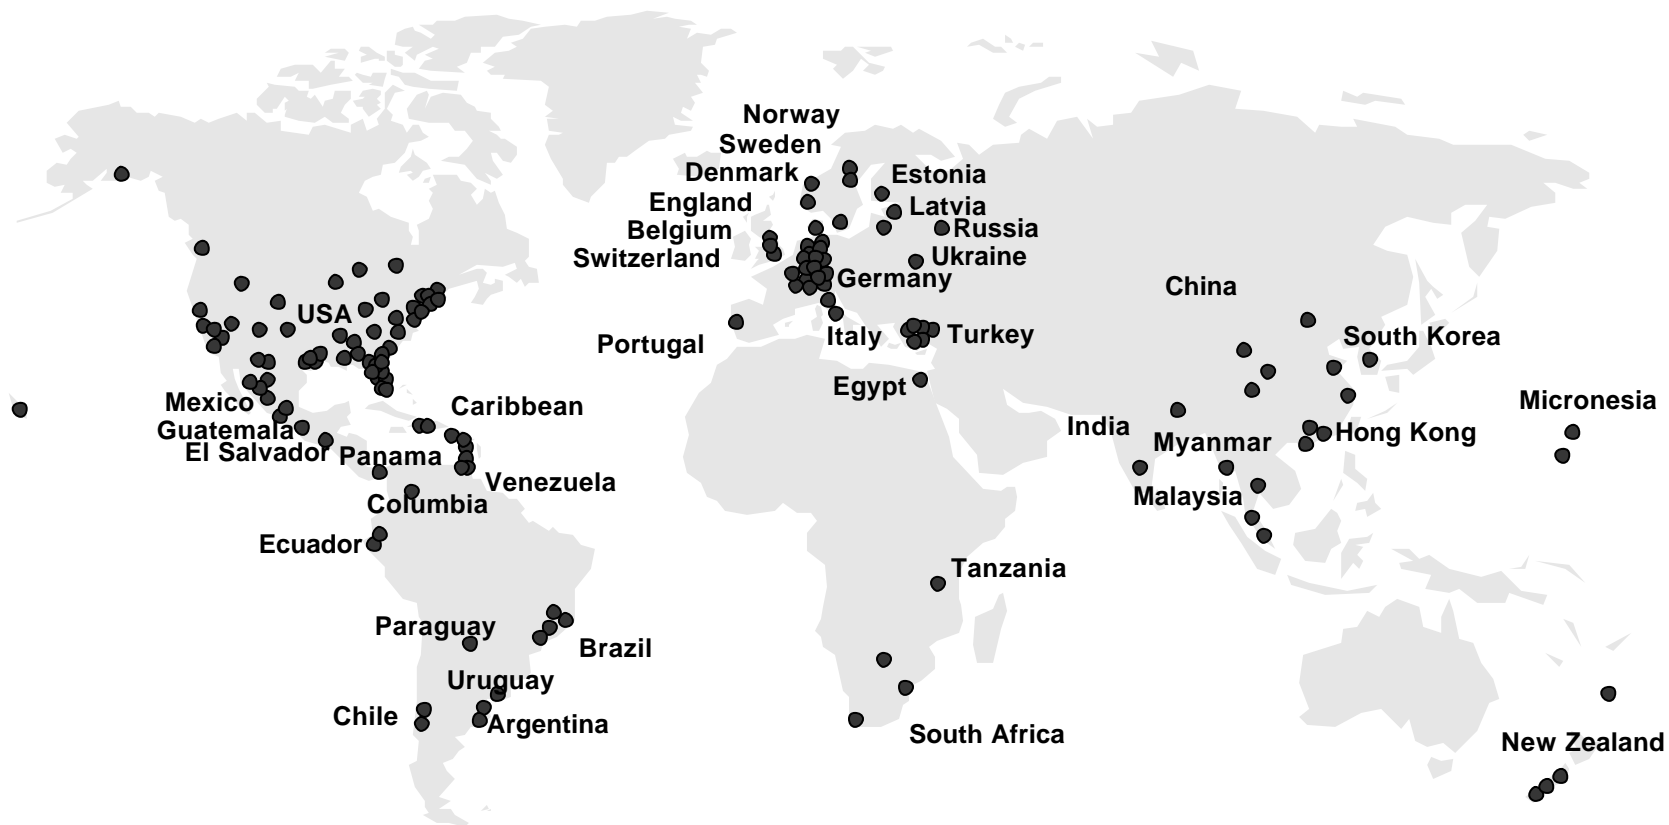 Norway
Sweden
Denmark
Estonia
England
Latvia
Belgium
Russia
Switzerland
Ukraine
Germany
China
USA
Italy
Turkey
South Korea
Portugal
Egypt
Mexico
Caribbean
Micronesia
Guatemala
India
Hong Kong
El Salvador
Panama
Myanmar
Venezuela
Malaysia
Columbia
Ecuador
Tanzania
Paraguay
Brazil
Uruguay
Chile
Argentina
South Africa
New Zealand